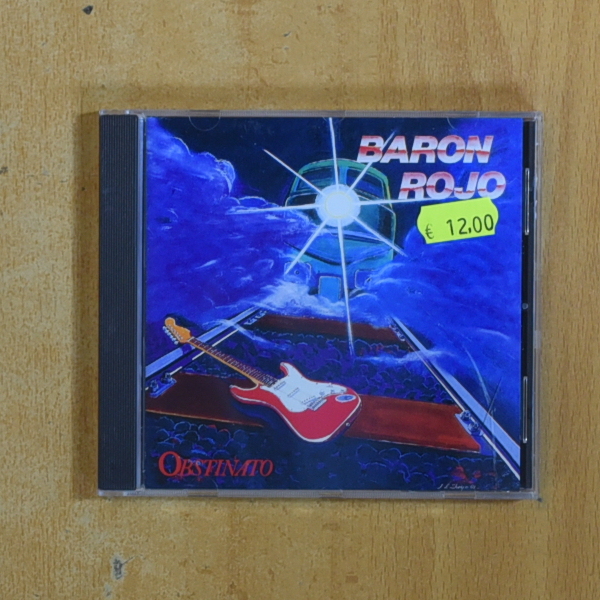 BARON
ROJO
€ 12.00
OBSTINATO